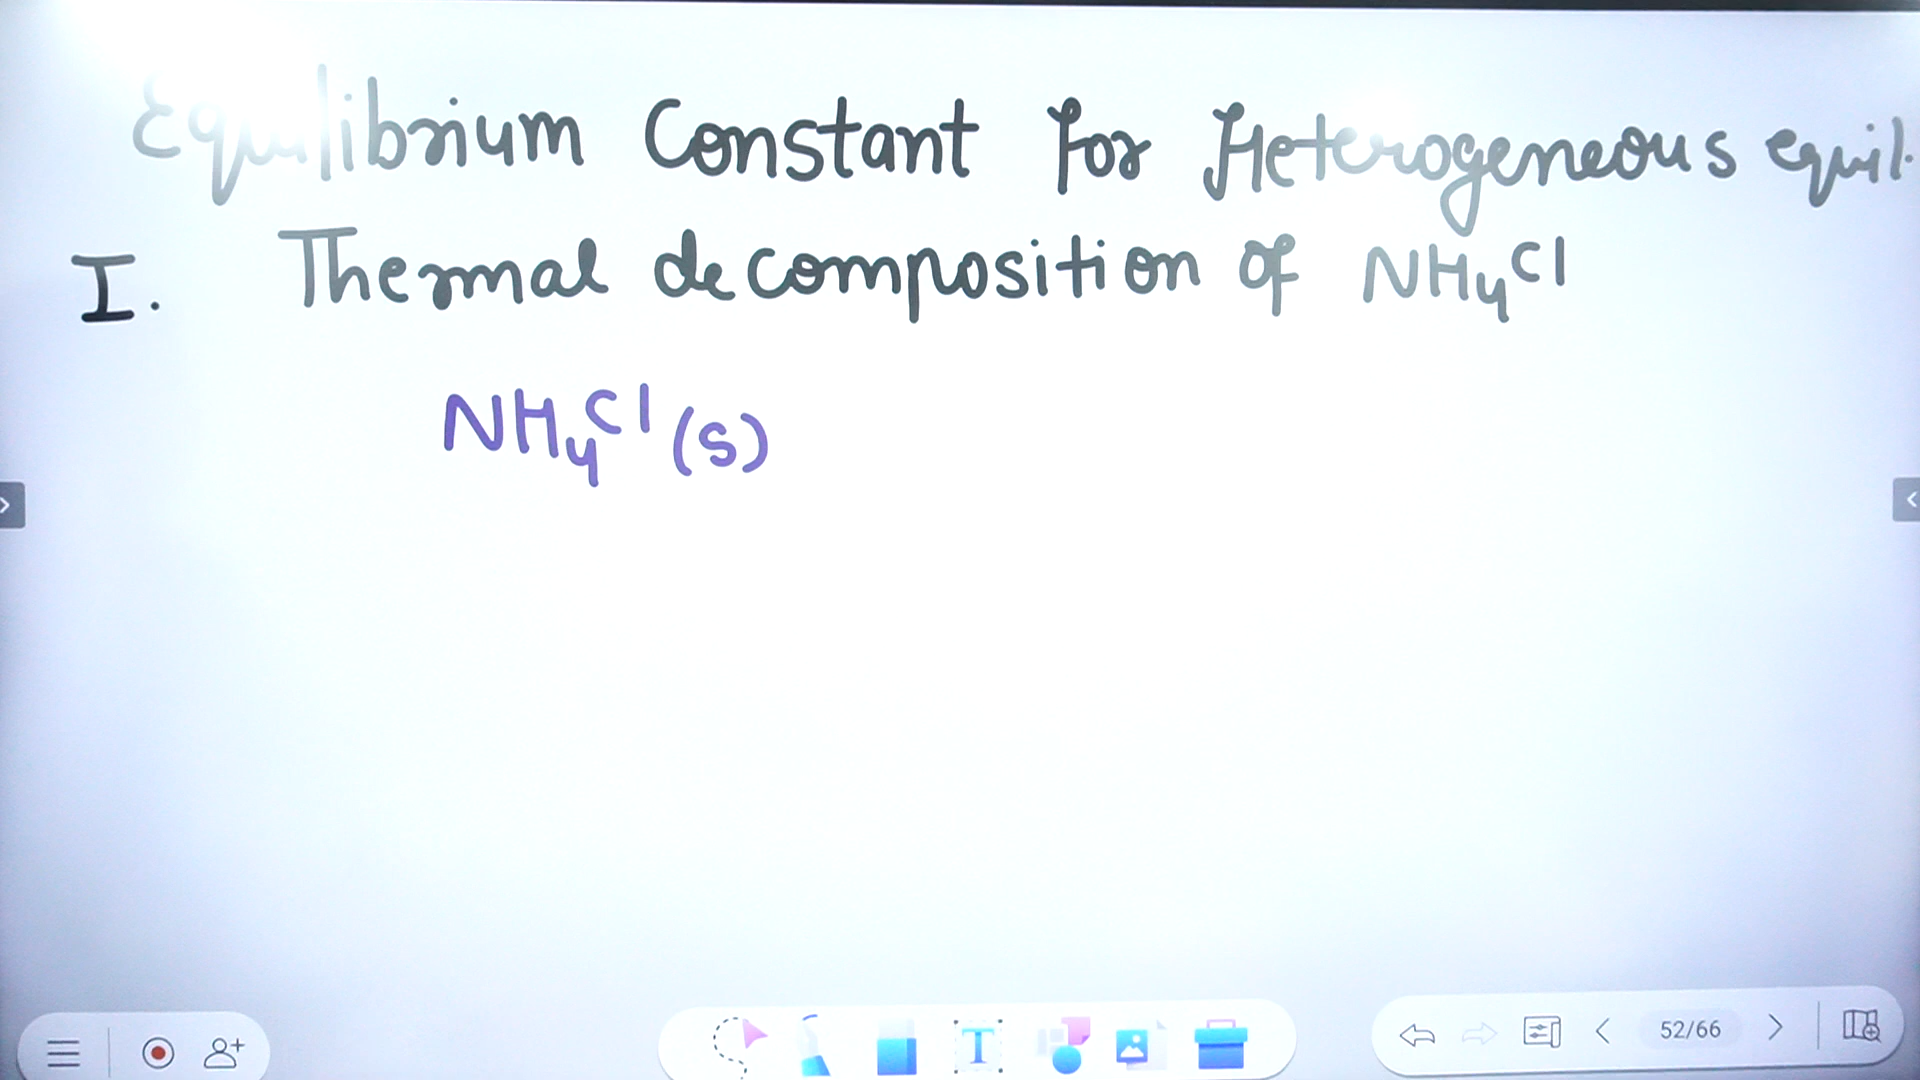 Equilibrium Constant for Heterogeneous equil.
I. Thermal decomposition of NH₄Cl
NH₄Cl (s)
T
52/66